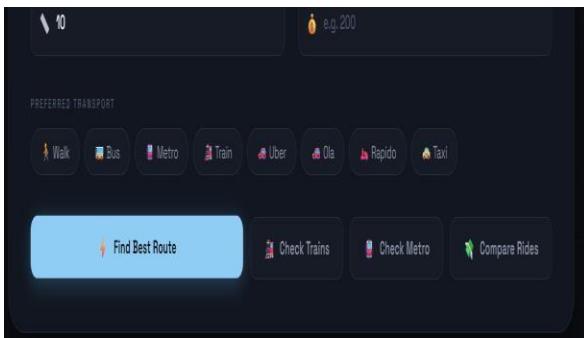 10
e.g. 200
PREFERRED TRANSPORT
Walk Bus Metro Train Uber Ola Rapido Taxi
Find Best Route Check Trains Check Metro Compare Rides